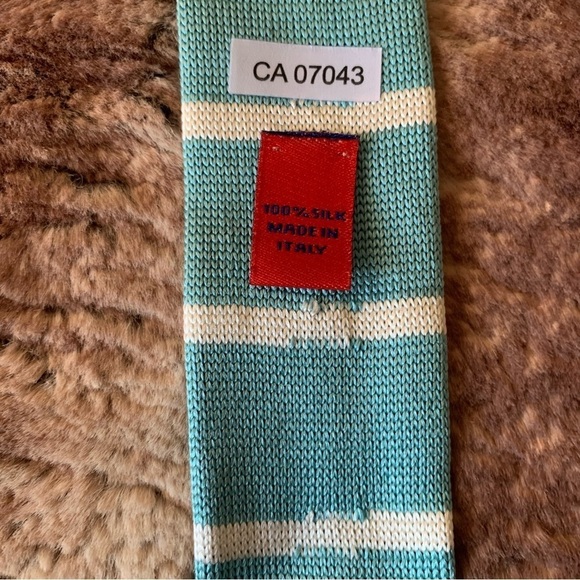 CA 07043
100% SILK
MADE IN
ITALY